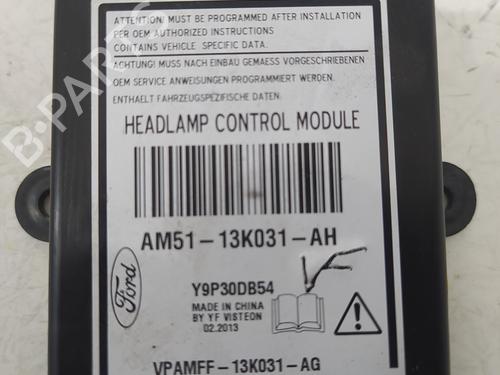 ATTENTION! MUST BE PROGRAMMED AFTER INSTALLATION
PER OEM AUTHORIZED INSTRUCTIONS
CONTAINS VEHICLE SPECIFIC DATA.
ACHTUNG! MUSS NACH EINBAU GEMAESS VORGESCHRIEBENEN
OEM SERVICE ANWEISUNGEN PROGRAMMIERT WERDEN.
ENTHAELT FAHRZEUGSPEZIFISCHE DATEN.
HEADLAMP CONTROL MODULE
AM51-13K031-AH
Ford
Y9P30DB54
MADE IN CHINA
BY YF VISTEON
02.2013
VPAMFF-13K031-AG
B-PARTS